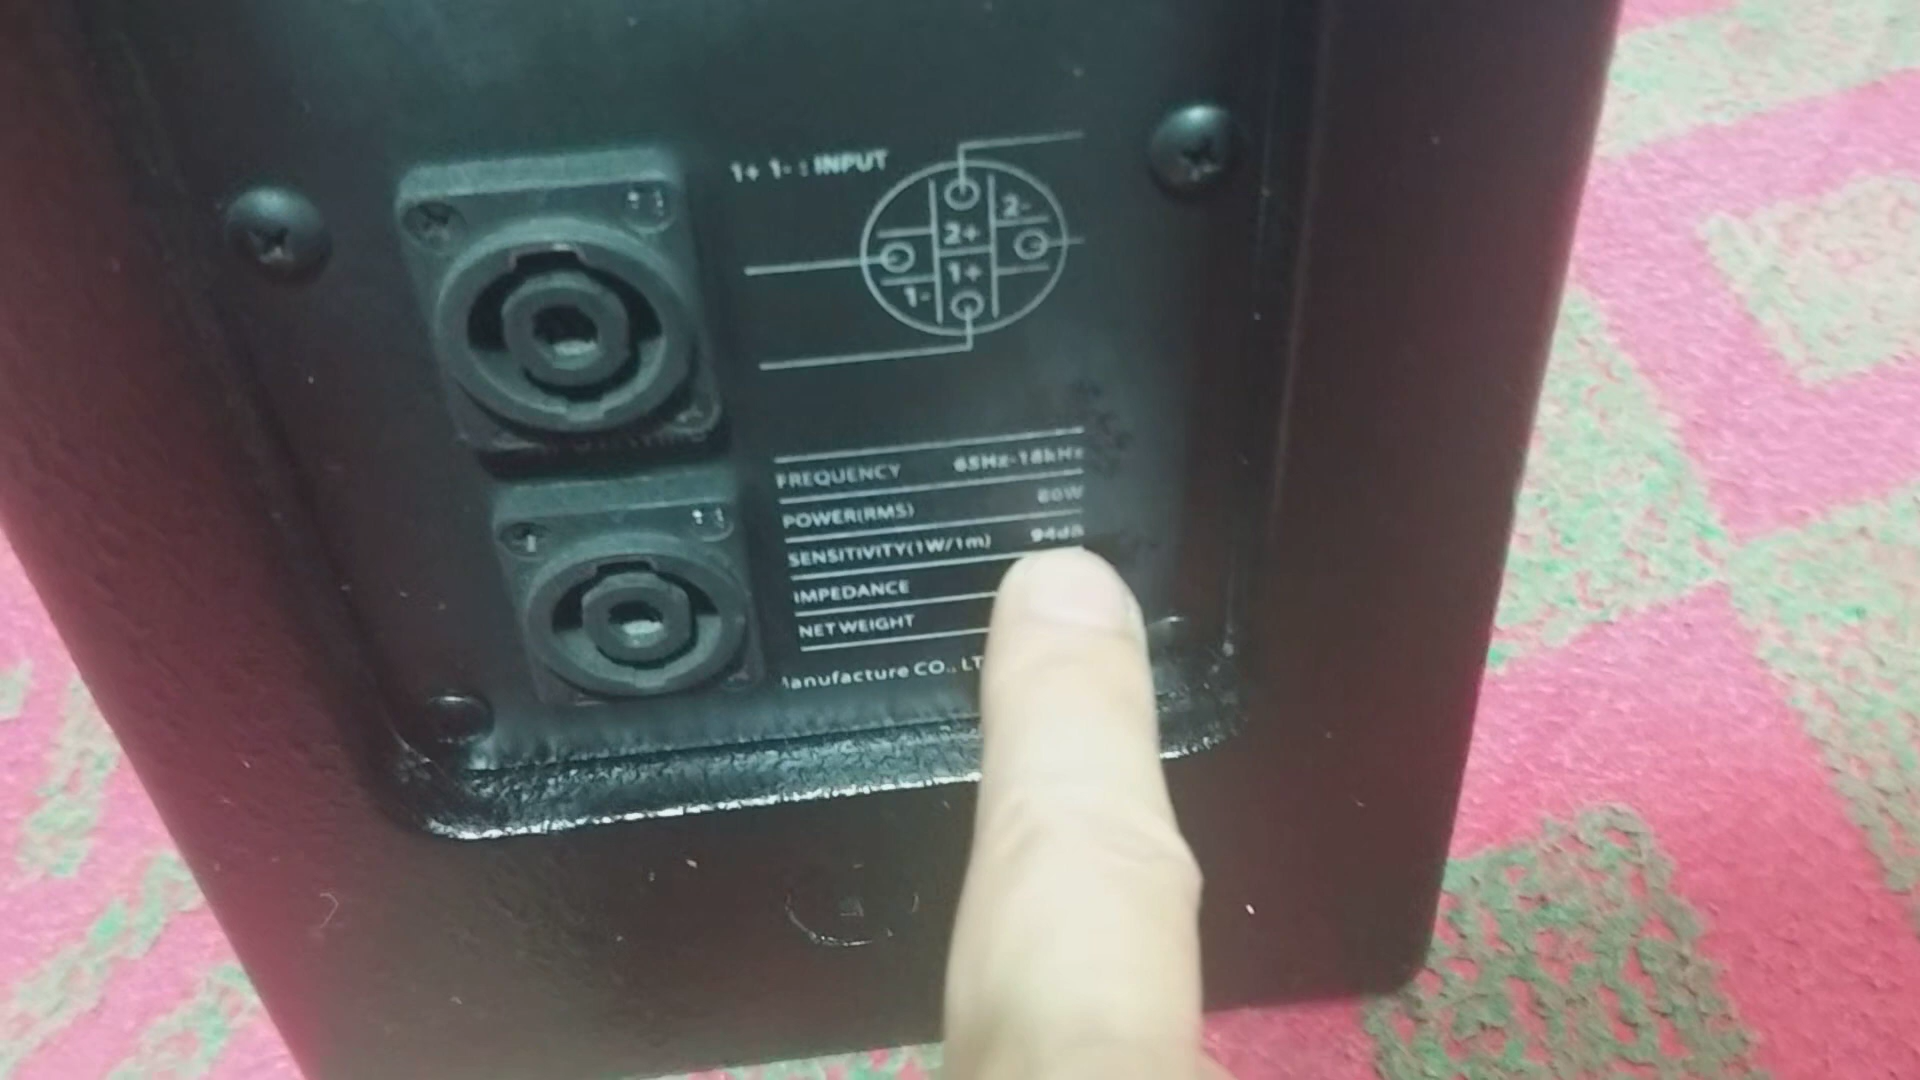 1+ 1- : INPUT
2-
2+
1+
1-
FREQUENCY 65Hz-18kHz
POWER(RMS) 80W
SENSITIVITY(1W/1m) 94dB
IMPEDANCE
NET WEIGHT
anufacture CO., LT